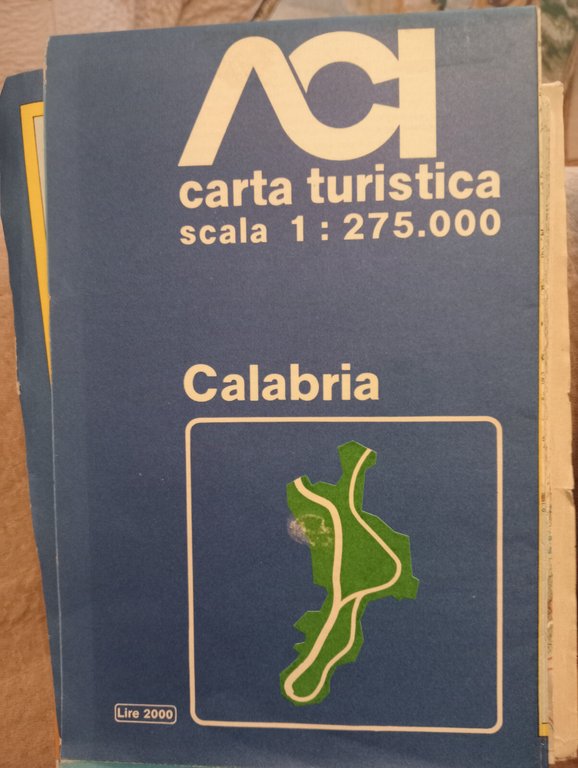 ACI
carta turistica
scala 1 : 275.000
Calabria
Lire 2000